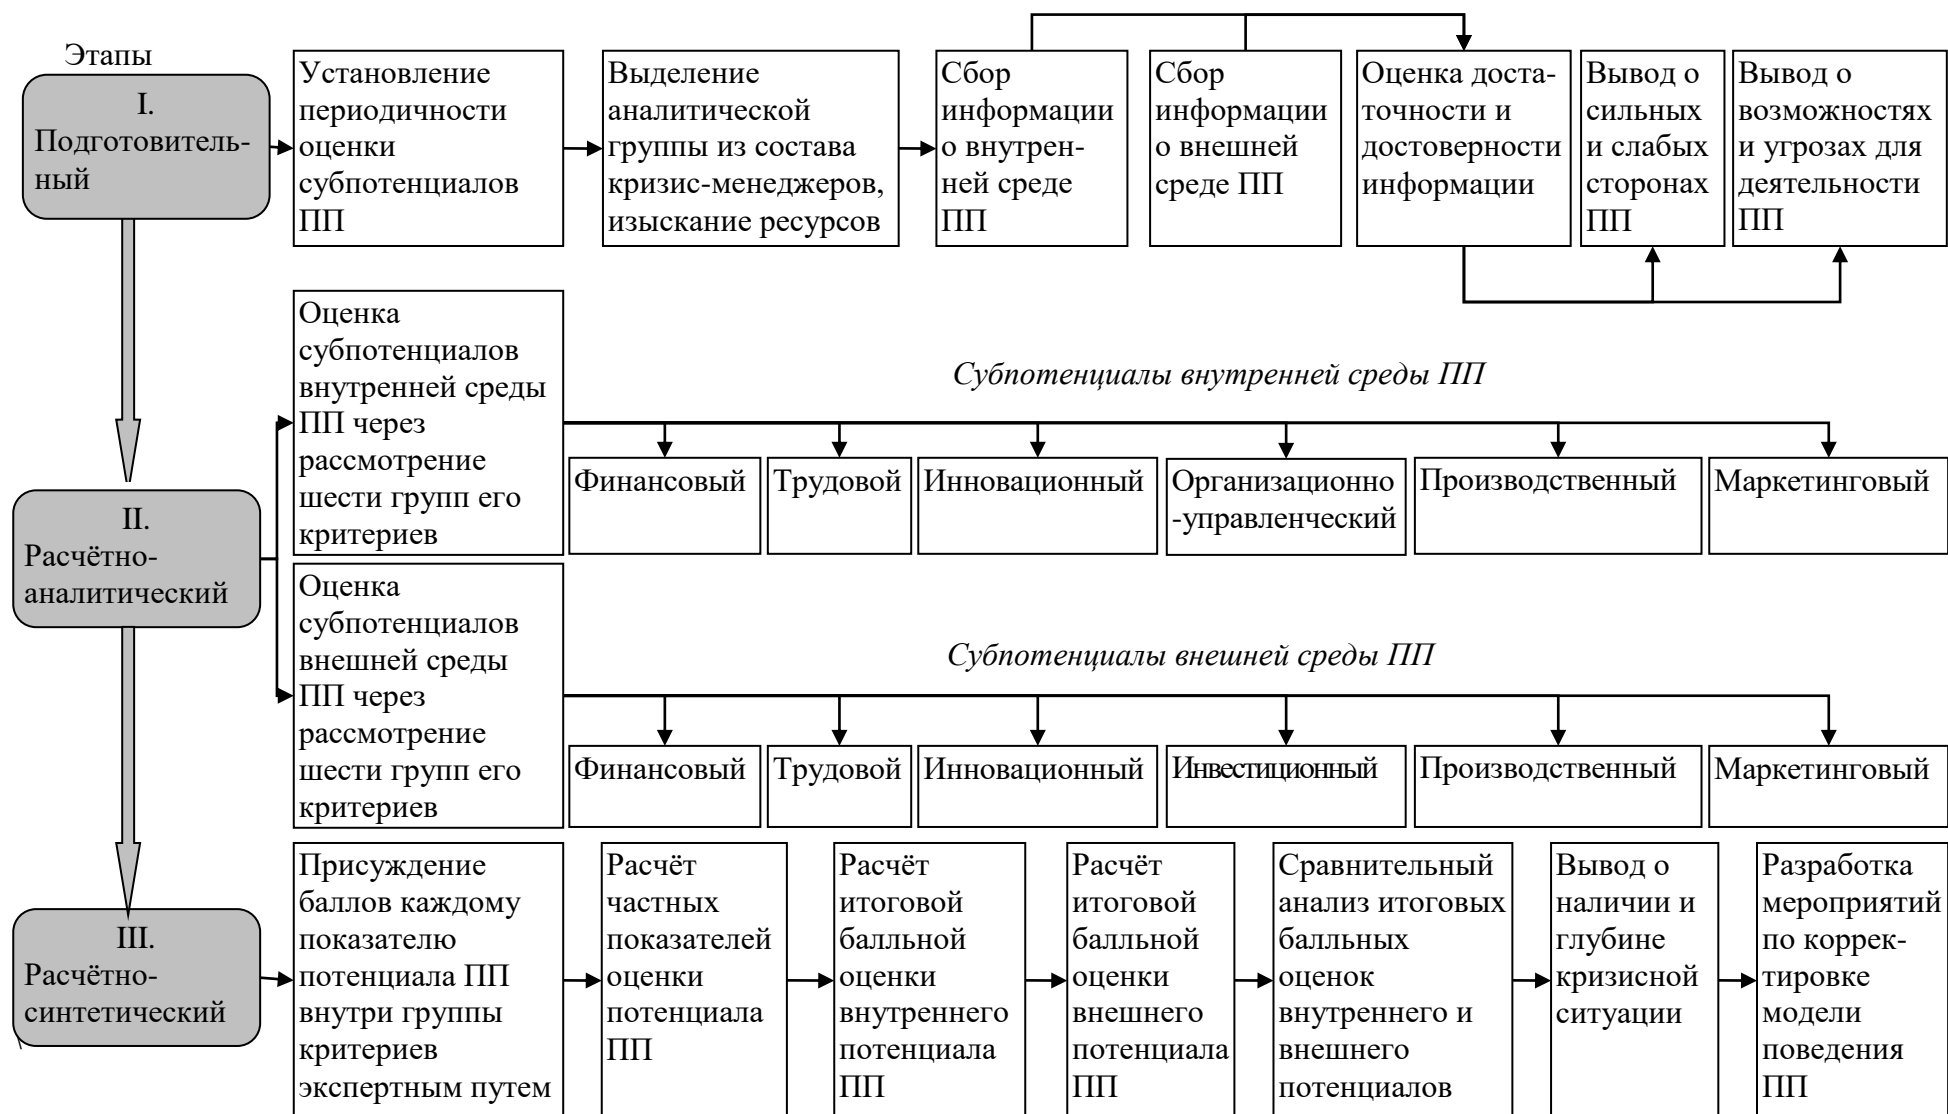 Этапы
I.
Подготовитель-
ный
Установление
периодичности
оценки
субпотенциалов
ПП
Выделение
аналитической
группы из состава
кризис-менеджеров,
изыскание ресурсов
Сбор
информации
о внутрен-
ней среде
ПП
Сбор
информации
о внешней
среде ПП
Оценка доста-
точности и
достоверности
информации
Вывод о
сильных
и слабых
сторонах
ПП
Вывод о
возможностях
и угрозах для
деятельности
ПП
II.
Расчётно-
аналитический
Оценка
субпотенциалов
внутренней среды
ПП через
рассмотрение
шести групп его
критериев
Субпотенциалы внутренней среды ПП
Финансовый
Трудовой
Инновационный
Организационно
-управленческий
Производственный
Маркетинговый
Оценка
субпотенциалов
внешней среды
ПП через
рассмотрение
шести групп его
критериев
Субпотенциалы внешней среды ПП
Финансовый
Трудовой
Инновационный
Инвестиционный
Производственный
Маркетинговый
III.
Расчётно-
синтетический
Присуждение
баллов каждому
показателю
потенциала ПП
внутри группы
критериев
экспертным путем
Расчёт
частных
показателей
оценки
потенциала
ПП
Расчёт
итоговой
балльной
оценки
внутреннего
потенциала
ПП
Расчёт
итоговой
балльной
оценки
внешнего
потенциала
ПП
Сравнительный
анализ итоговых
балльных
оценок
внутреннего и
внешнего
потенциалов
Вывод о
наличии и
глубине
кризисной
ситуации
Разработка
мероприятий
по коррек-
тировке
модели
поведения
ПП